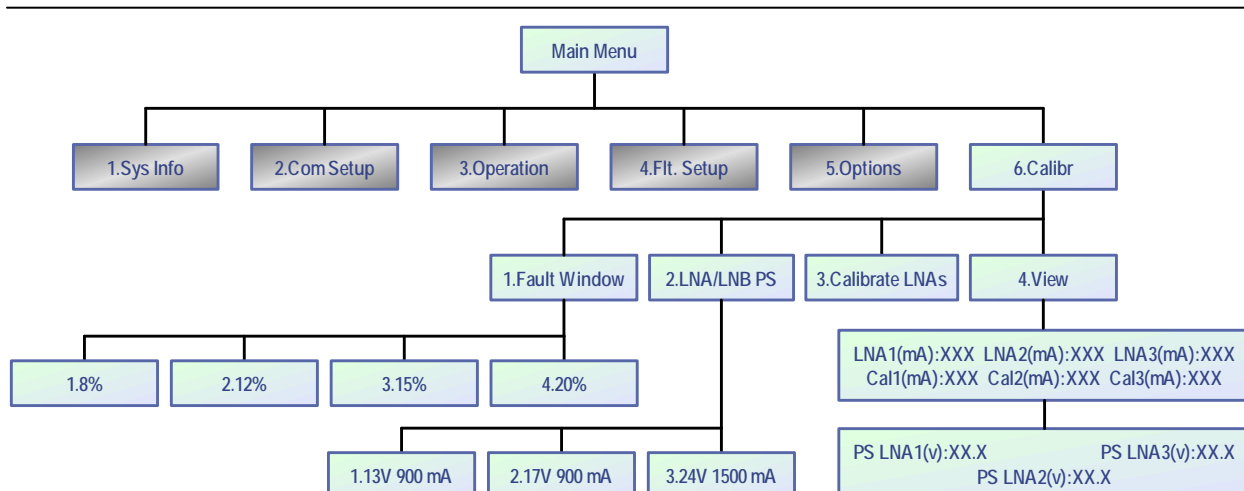 Main Menu
1.Sys Info
2.Com Setup
3.Operation
4.Flt. Setup
5.Options
6.Calibr
1.Fault Window
2.LNA/LNB PS
3.Calibrate LNAs
4.View
1.8%
2.12%
3.15%
4.20%
LNA1(mA):XXX LNA2(mA):XXX LNA3(mA):XXX
Cal1(mA):XXX Cal2(mA):XXX Cal3(mA):XXX
1.13V 900 mA
2.17V 900 mA
3.24V 1500 mA
PS LNA1(v):XX.X PS LNA3(v):XX.X
PS LNA2(v):XX.X